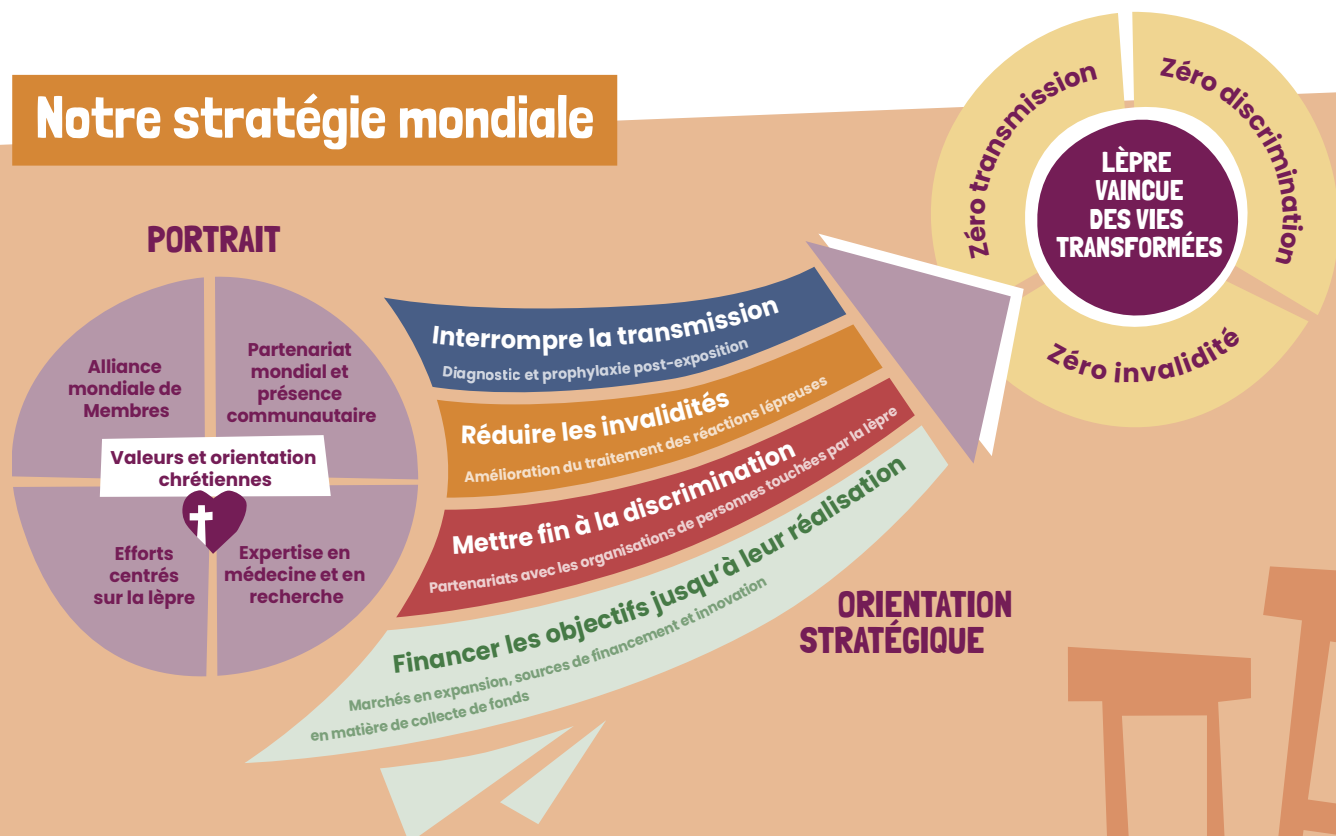 Notre stratégie mondiale
PORTRAIT
Alliance
mondiale de
Membres
Partenariat
mondial et
présence
communautaire
Valeurs et orientation
chrétiennes
Efforts
centrés
sur la lèpre
Expertise en
médecine et en
recherche
Interrompre la transmission
Diagnostic et prophylaxie post-exposition
Réduire les invalidités
Amélioration du traitement des réactions lépreuses
Mettre fin à la discrimination
Partenariats avec les organisations de personnes touchées par la lèpre
Financer les objectifs jusqu’à leur réalisation
Marchés en expansion, sources de financement et innovation
en matière de collecte de fonds
ORIENTATION
STRATÉGIQUE
Zéro transmission
Zéro discrimination
Zéro invalidité
LÈPRE
VAINCUE
DES VIES
TRANSFORMÉES